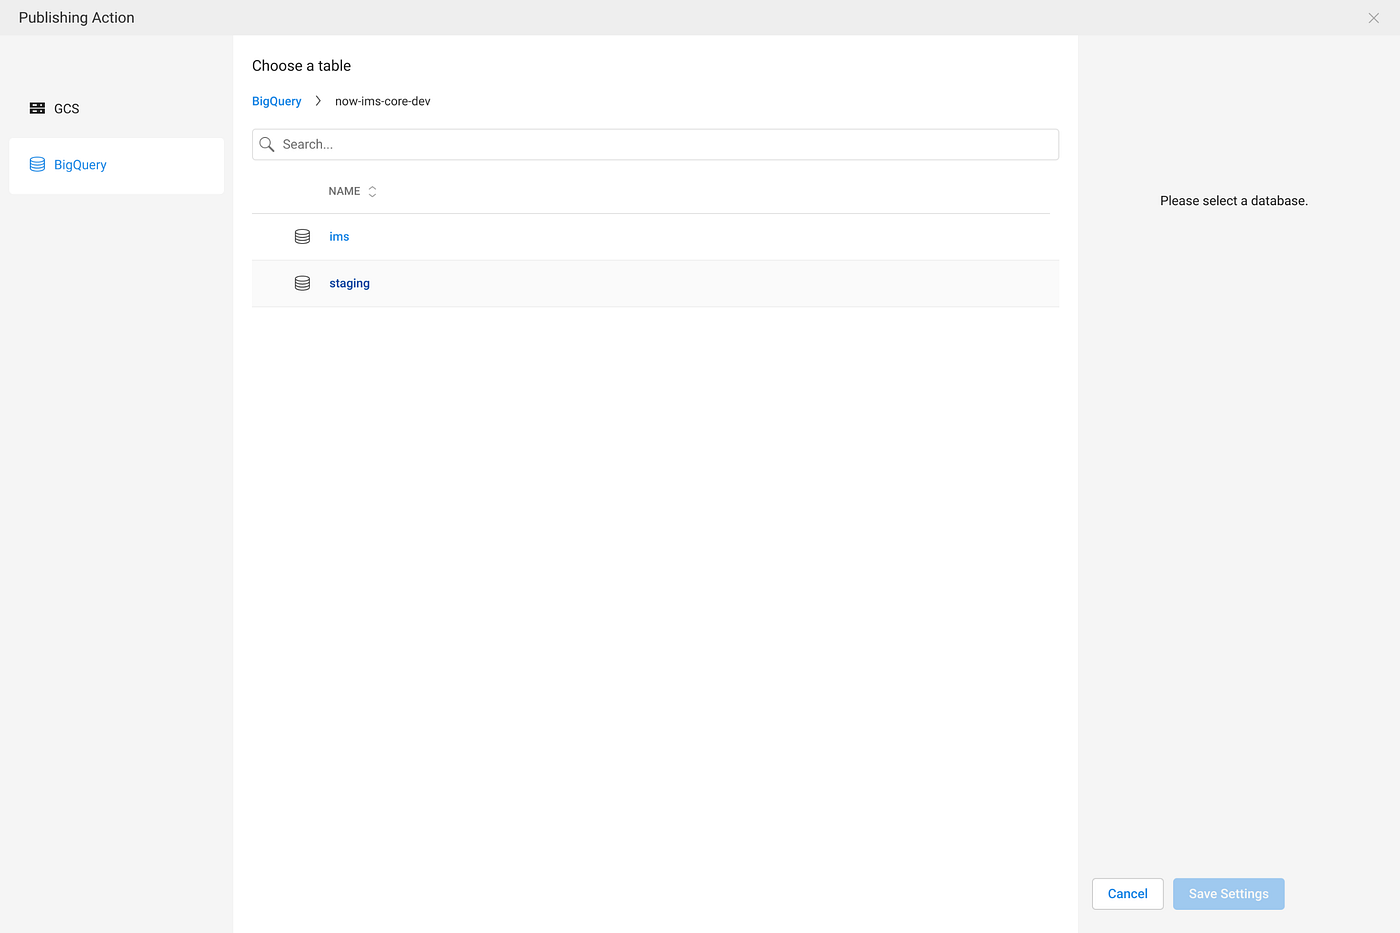 Publishing Action
GCS
BigQuery
Choose a table
BigQuery > now-ims-core-dev
Search...
NAME
ims
staging
Please select a database.
Cancel
Save Settings